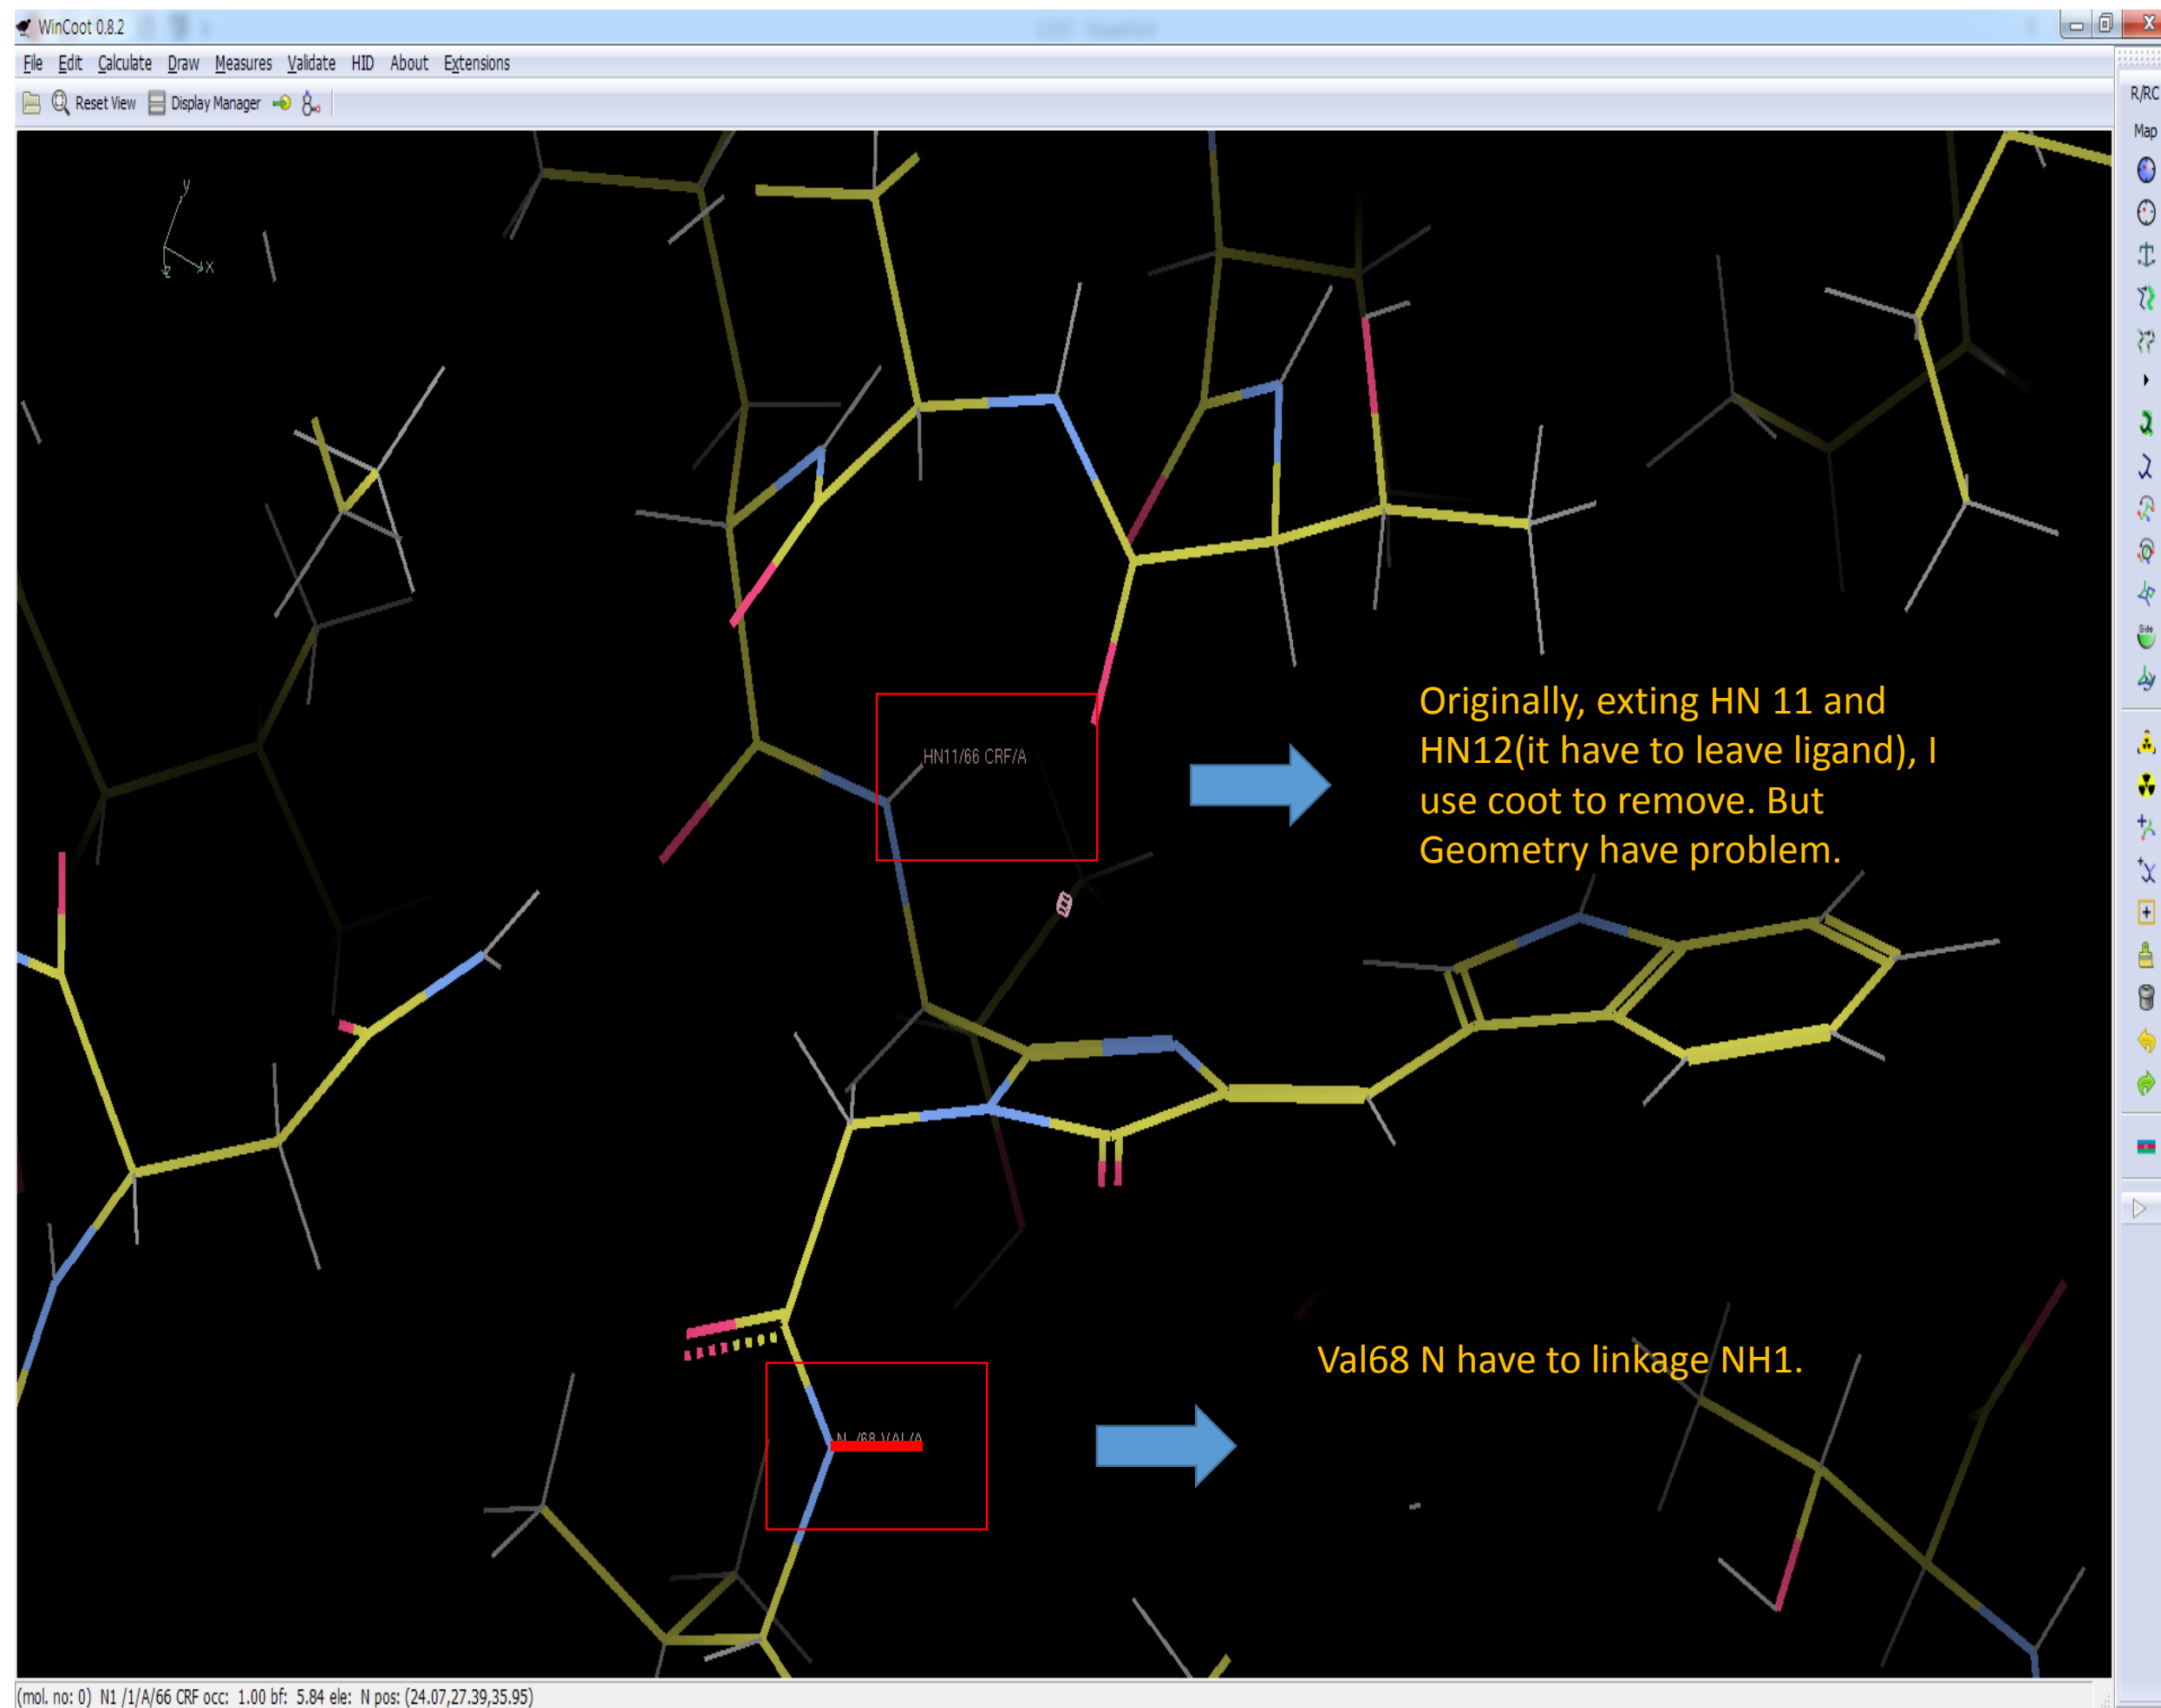 WinCoot 0.8.2
File Edit Calculate Draw Measures Validate HID About Extensions
Reset View Display Manager
R/RC
Map
y
x
z
Side
HN11/66 CRF/A
Originally, exting HN 11 and
HN12(it have to leave ligand), I
use coot to remove. But
Geometry have problem.
Val68 N have to linkage NH1.
N /68 VAL/A
(mol. no: 0) N1 /1/A/66 CRF occ: 1.00 bf: 5.84 ele: N pos: (24.07,27.39,35.95)